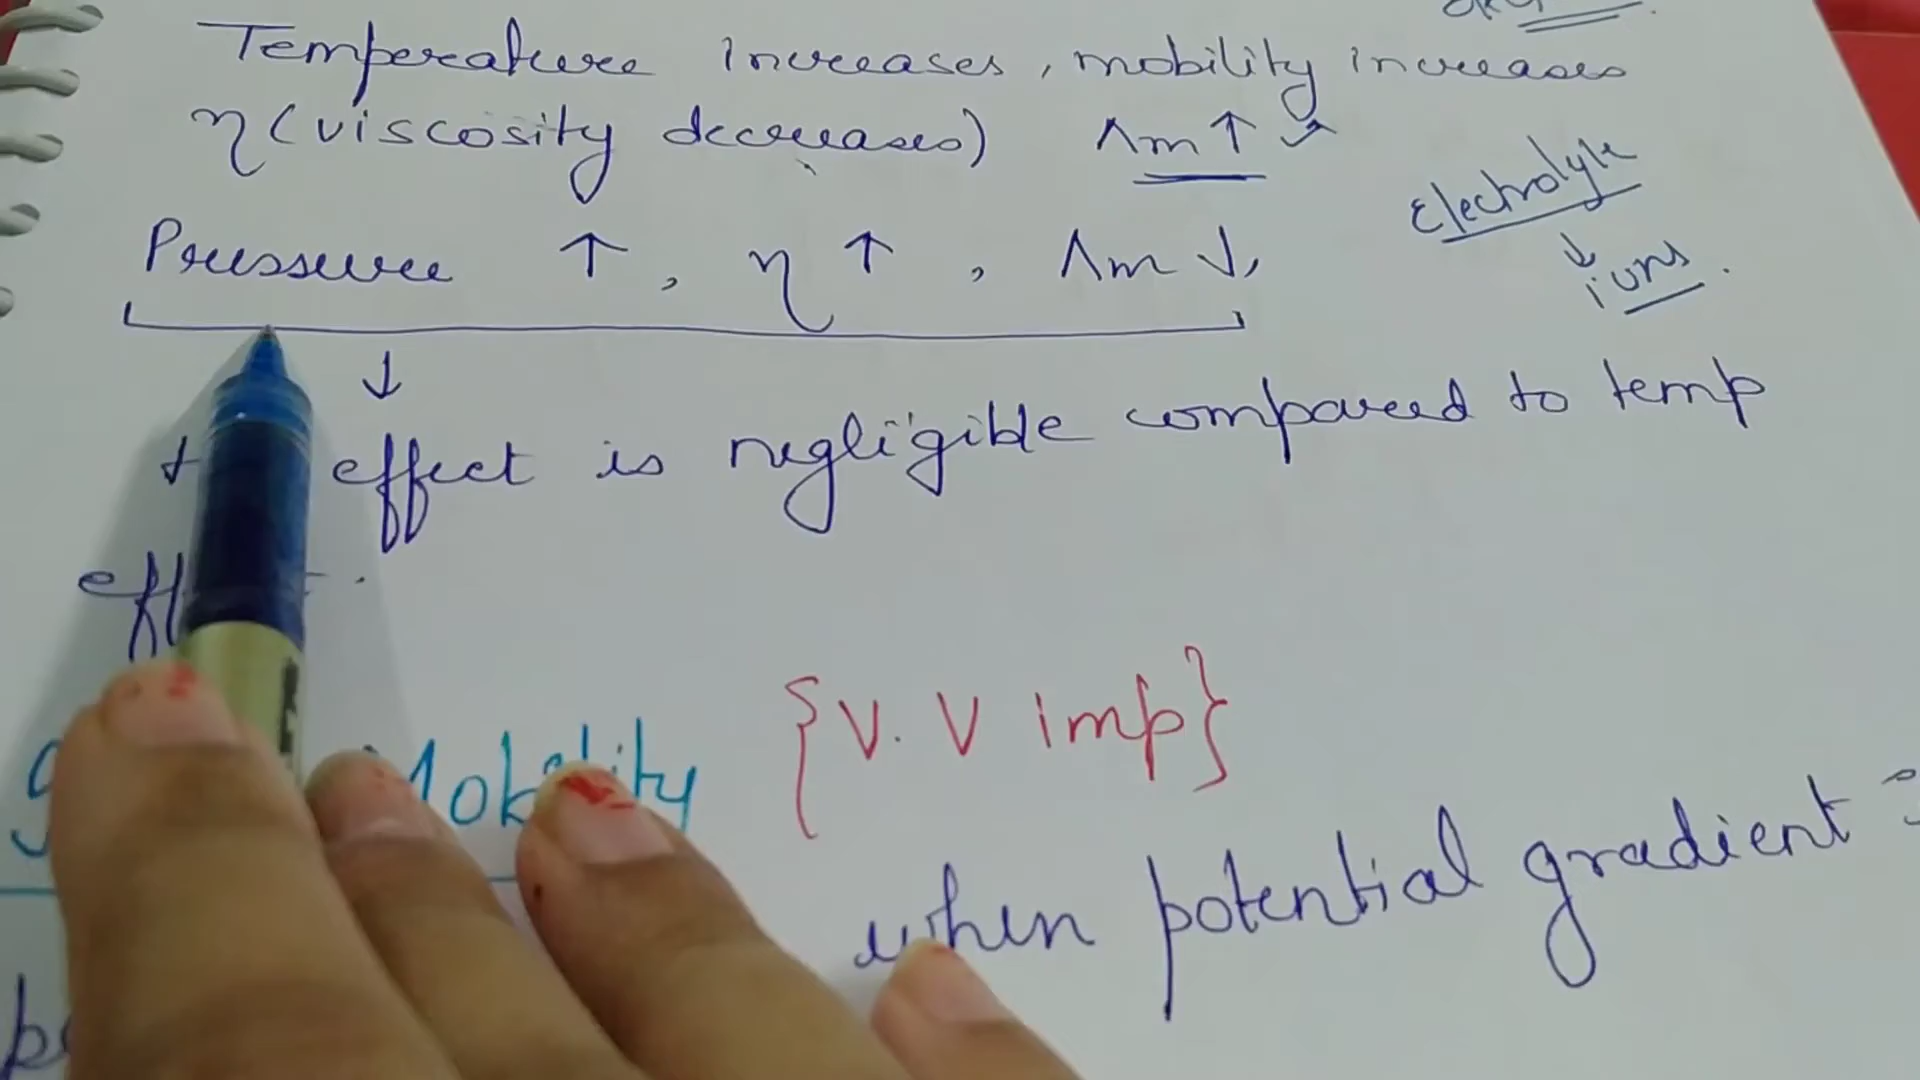 Temperature increases, mobility increases
η (viscosity decreases) Λm ↑
Electrolyte
↓
ions.
Pressure ↑, η ↑, Λm ↓,
↓
effect is negligible compared to temp
Mobility {V. V imp}
when potential gradient